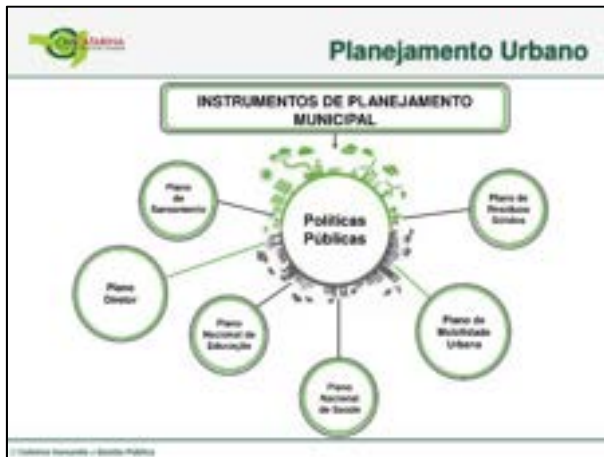 Planejamento Urbano
INSTRUMENTOS DE PLANEJAMENTO
MUNICIPAL
Plano
de
Saneamento
Políticas
Públicas
Plano de
Resíduos
Sólidos
Plano
Diretor
Plano
Nacional de
Educação
Plano de
Mobilidade
Urbana
Plano
Nacional
de Saúde